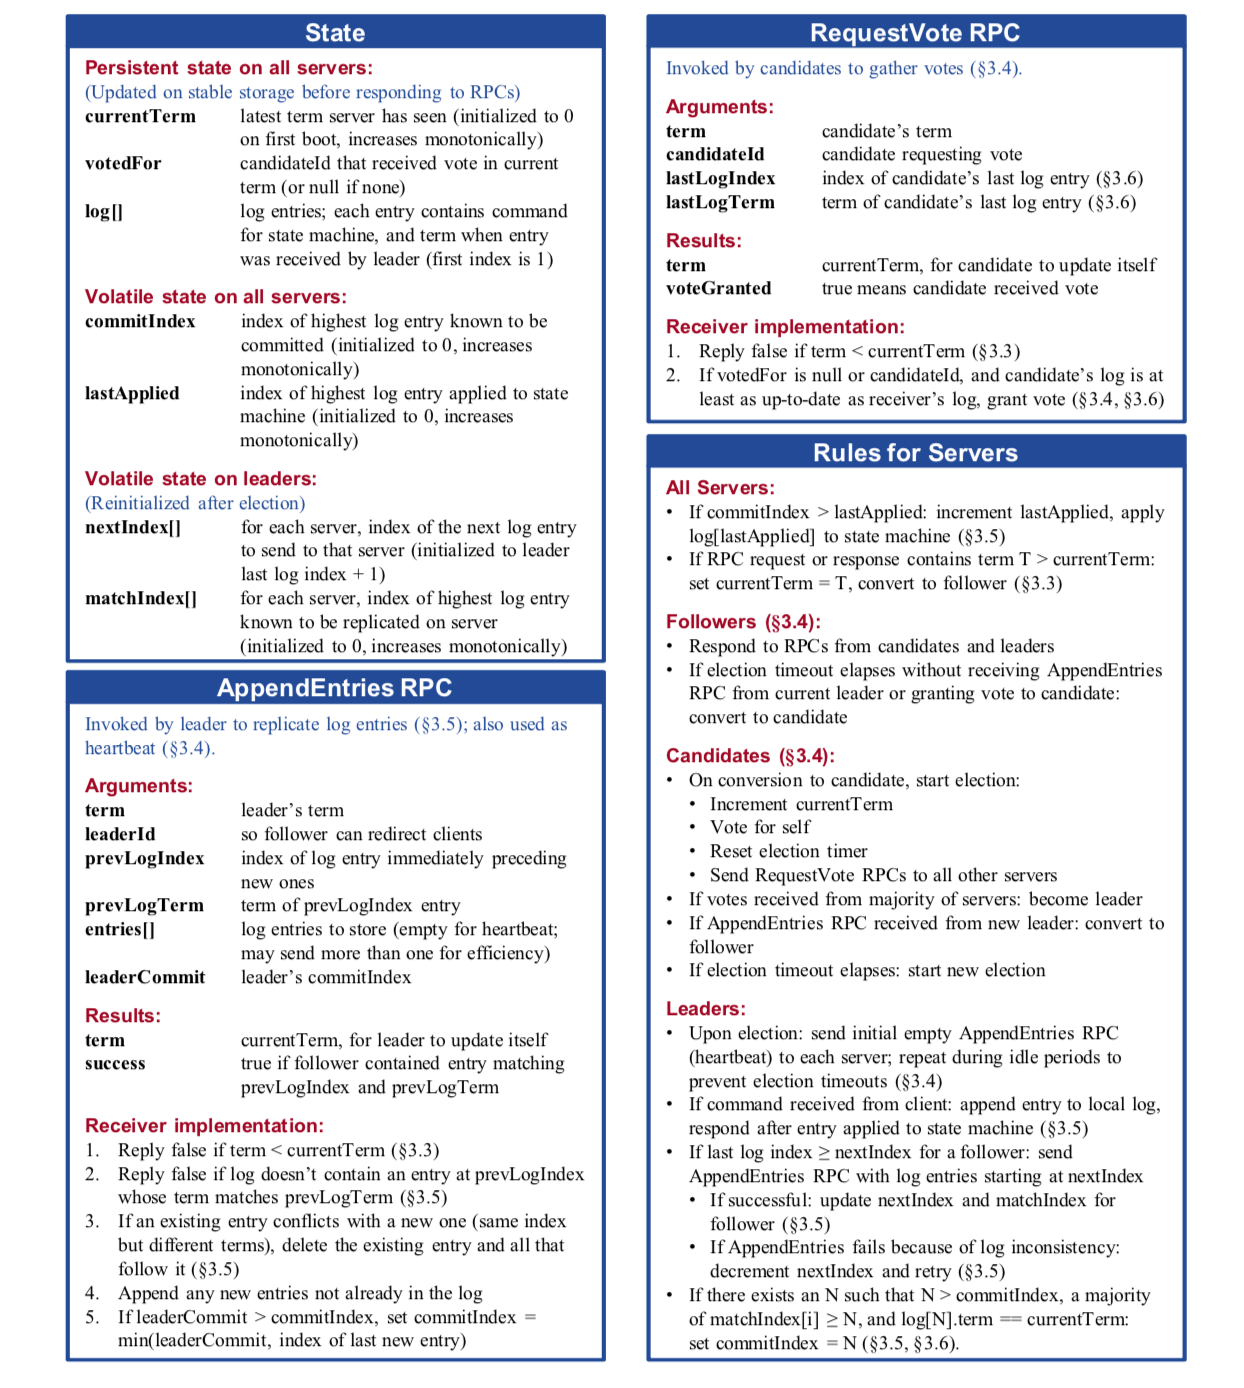 State
Persistent state on all servers:
(Updated on stable storage before responding to RPCs)
currentTerm latest term server has seen (initialized to 0
on first boot, increases monotonically)
votedFor candidateId that received vote in current
term (or null if none)
log[] log entries; each entry contains command
for state machine, and term when entry
was received by leader (first index is 1)
Volatile state on all servers:
commitIndex index of highest log entry known to be
committed (initialized to 0, increases
monotonically)
lastApplied index of highest log entry applied to state
machine (initialized to 0, increases
monotonically)
Volatile state on leaders:
(Reinitialized after election)
nextIndex[] for each server, index of the next log entry
to send to that server (initialized to leader
last log index + 1)
matchIndex[] for each server, index of highest log entry
known to be replicated on server
(initialized to 0, increases monotonically)
AppendEntries RPC
Invoked by leader to replicate log entries (§3.5); also used as
heartbeat (§3.4).
Arguments:
term leader's term
leaderId so follower can redirect clients
prevLogIndex index of log entry immediately preceding
new ones
prevLogTerm term of prevLogIndex entry
entries[] log entries to store (empty for heartbeat;
may send more than one for efficiency)
leaderCommit leader's commitIndex
Results:
term currentTerm, for leader to update itself
success true if follower contained entry matching
prevLogIndex and prevLogTerm
Receiver implementation:
1. Reply false if term < currentTerm (§3.3)
2. Reply false if log doesn't contain an entry at prevLogIndex
whose term matches prevLogTerm (§3.5)
3. If an existing entry conflicts with a new one (same index
but different terms), delete the existing entry and all that
follow it (§3.5)
4. Append any new entries not already in the log
5. If leaderCommit > commitIndex, set commitIndex =
min(leaderCommit, index of last new entry)
RequestVote RPC
Invoked by candidates to gather votes (§3.4).
Arguments:
term candidate's term
candidateId candidate requesting vote
lastLogIndex index of candidate's last log entry (§3.6)
lastLogTerm term of candidate's last log entry (§3.6)
Results:
term currentTerm, for candidate to update itself
voteGranted true means candidate received vote
Receiver implementation:
1. Reply false if term < currentTerm (§3.3)
2. If votedFor is null or candidateId, and candidate's log is at
least as up-to-date as receiver's log, grant vote (§3.4, §3.6)
Rules for Servers
All Servers:
• If commitIndex > lastApplied: increment lastApplied, apply
log[lastApplied] to state machine (§3.5)
• If RPC request or response contains term T > currentTerm:
set currentTerm = T, convert to follower (§3.3)
Followers (§3.4):
• Respond to RPCs from candidates and leaders
• If election timeout elapses without receiving AppendEntries
RPC from current leader or granting vote to candidate:
convert to candidate
Candidates (§3.4):
• On conversion to candidate, start election:
• Increment currentTerm
• Vote for self
• Reset election timer
• Send RequestVote RPCs to all other servers
• If votes received from majority of servers: become leader
• If AppendEntries RPC received from new leader: convert to
follower
• If election timeout elapses: start new election
Leaders:
• Upon election: send initial empty AppendEntries RPC
(heartbeat) to each server; repeat during idle periods to
prevent election timeouts (§3.4)
• If command received from client: append entry to local log,
respond after entry applied to state machine (§3.5)
• If last log index ≥ nextIndex for a follower: send
AppendEntries RPC with log entries starting at nextIndex
• If successful: update nextIndex and matchIndex for
follower (§3.5)
• If AppendEntries fails because of log inconsistency:
decrement nextIndex and retry (§3.5)
• If there exists an N such that N > commitIndex, a majority
of matchIndex[i] ≥ N, and log[N].term == currentTerm:
set commitIndex = N (§3.5, §3.6).